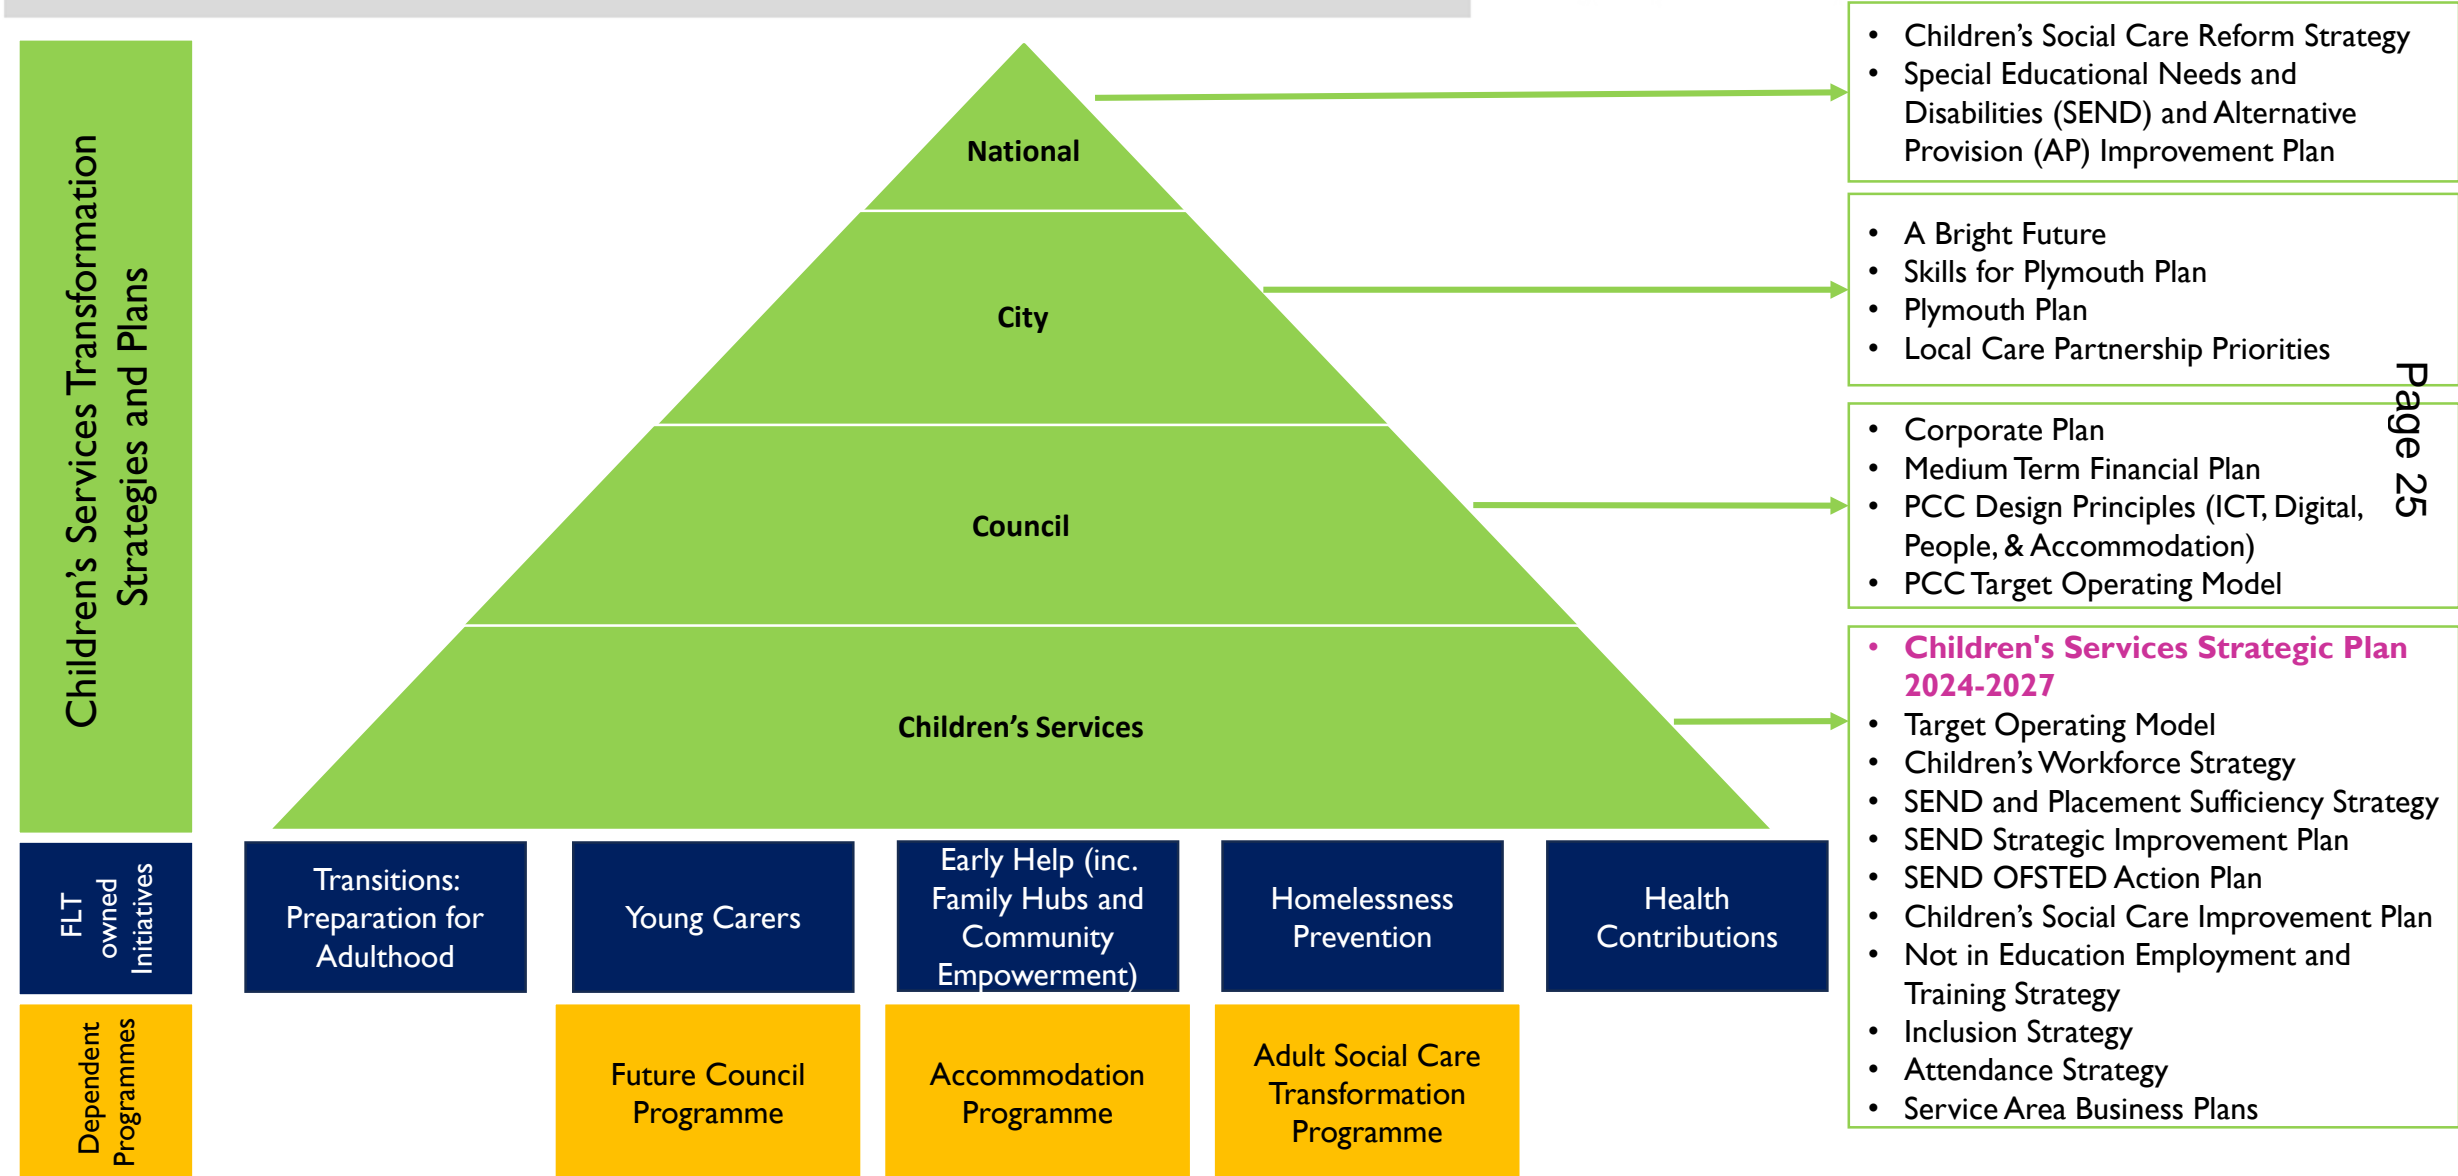 Children's Services Transformation
Strategies and Plans
National
City
Council
Children's Services
• Children's Social Care Reform Strategy
• Special Educational Needs and
Disabilities (SEND) and Alternative
Provision (AP) Improvement Plan
• A Bright Future
• Skills for Plymouth Plan
• Plymouth Plan
• Local Care Partnership Priorities
Page 25
• Corporate Plan
• Medium Term Financial Plan
• PCC Design Principles (ICT, Digital,
People, & Accommodation)
• PCC Target Operating Model
• Children's Services Strategic Plan
2024-2027
• Target Operating Model
• Children's Workforce Strategy
• SEND and Placement Sufficiency Strategy
• SEND Strategic Improvement Plan
• SEND OFSTED Action Plan
• Children's Social Care Improvement Plan
• Not in Education Employment and
Training Strategy
• Inclusion Strategy
• Attendance Strategy
• Service Area Business Plans
FLT
owned
Initiatives
Transitions:
Preparation for
Adulthood
Young Carers
Early Help (inc.
Family Hubs and
Community
Empowerment)
Homelessness
Prevention
Health
Contributions
Dependent
Programmes
Future Council
Programme
Accommodation
Programme
Adult Social Care
Transformation
Programme